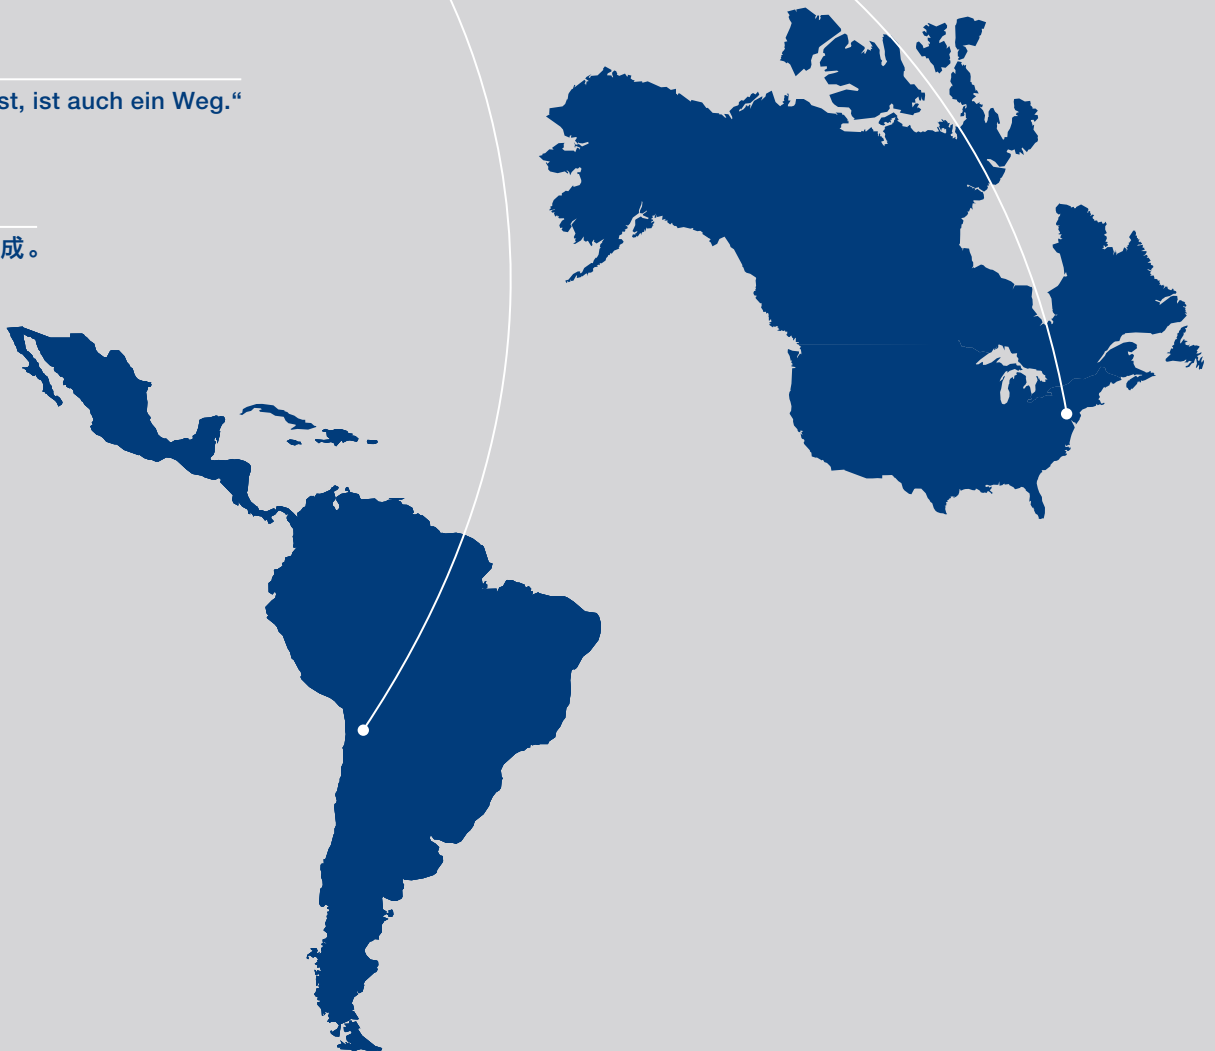 st, ist auch ein Weg.“
成。